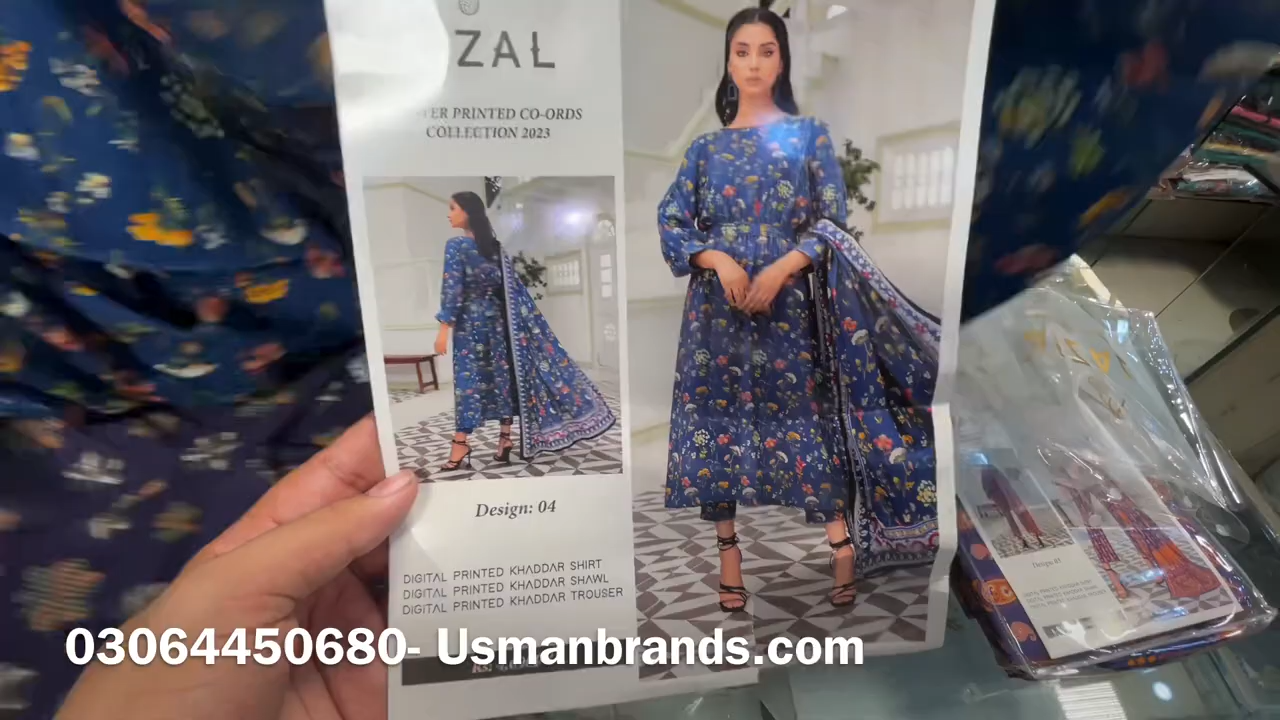 ZAL
PRINTED CO-ORDS
COLLECTION 2023
Design: 04
DIGITAL PRINTED KHADDAR SHIRT
DIGITAL PRINTED KHADDAR SHAWL
DIGITAL PRINTED KHADDAR TROUSER
03064450680- Usmanbrands.com